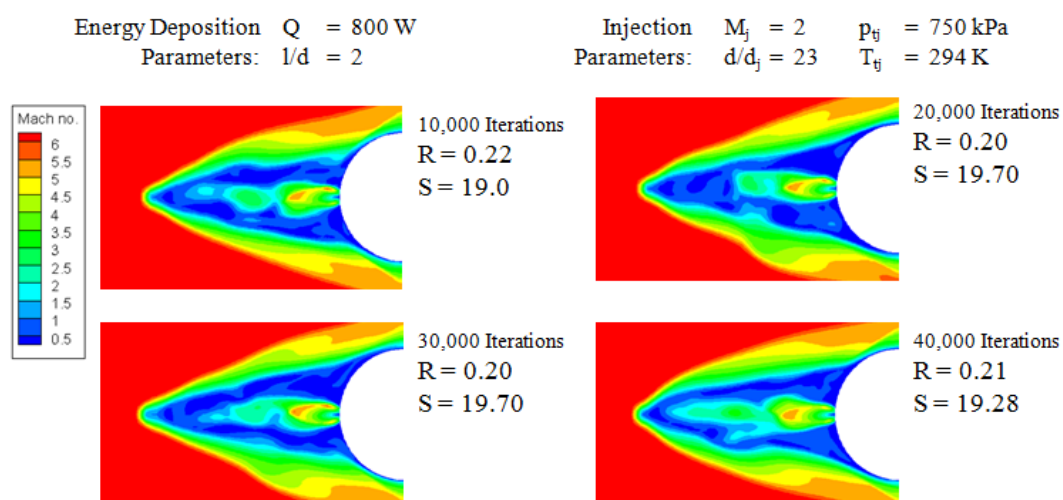 Energy Deposition Q = 800 W
Parameters: l/d = 2
Injection M_j = 2 p_tj = 750 kPa
Parameters: d/d_j = 23 T_tj = 294 K
Mach no.
6
5.5
5
4.5
4
3.5
3
2.5
2
1.5
1
0.5
10,000 Iterations
R = 0.22
S = 19.0
20,000 Iterations
R = 0.20
S = 19.70
30,000 Iterations
R = 0.20
S = 19.70
40,000 Iterations
R = 0.21
S = 19.28